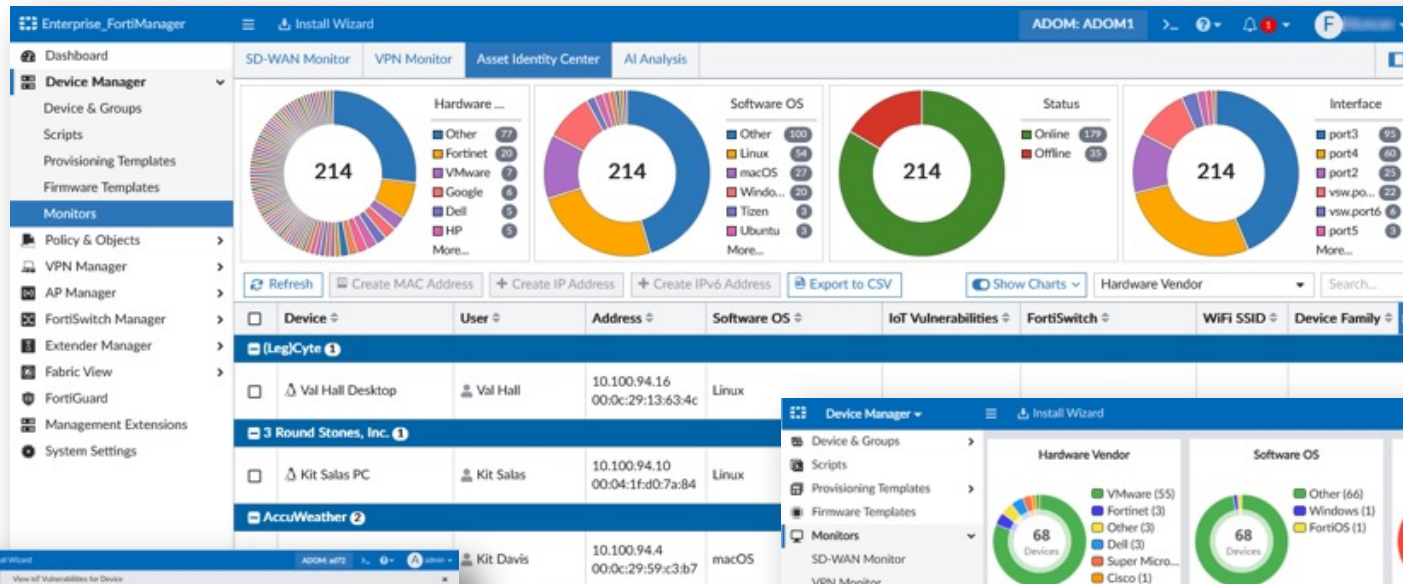 Enterprise_FortiManager
Install Wizard
ADOM: ADOM1
>_
?
1
F
Dashboard
Device Manager
Device & Groups
Scripts
Provisioning Templates
Firmware Templates
Monitors
Policy & Objects
VPN Manager
AP Manager
FortiSwitch Manager
Extender Manager
Fabric View
FortiGuard
Management Extensions
System Settings
SD-WAN Monitor
VPN Monitor
Asset Identity Center
AI Analysis
214
Hardware ...
Other 77
Fortinet 20
VMware 7
Google 6
Dell 5
HP 5
More...
214
Software OS
Other 100
Linux 54
macOS 27
Windo... 20
Tizen 3
Ubuntu 3
More...
214
Status
Online 179
Offline 35
214
Interface
port3 95
port4 60
port2 25
vsw.po... 22
vsw.port6 6
port5 3
More...
Refresh
Create MAC Address
+ Create IP Address
+ Create IPv6 Address
Export to CSV
Show Charts
Hardware Vendor
Search...
Device
User
Address
Software OS
IoT Vulnerabilities
FortiSwitch
WiFi SSID
Device Family
(Leg)Cyte 1
Val Hall Desktop
Val Hall
10.100.94.16
00:0c:29:13:63:4c
Linux
3 Round Stones, Inc. 1
Kit Salas PC
Kit Salas
10.100.94.10
00:04:1f:d0:7a:84
Linux
AccuWeather 2
Kit Davis
10.100.94.4
00:0c:29:59:c3:b7
macOS
Device Manager
Install Wizard
Device & Groups
Scripts
Provisioning Templates
Firmware Templates
Monitors
SD-WAN Monitor
VPN Monitor
Hardware Vendor
68
Devices
VMware (55)
Fortinet (3)
Other (3)
Dell (3)
Super Micro...
Cisco (1)
Software OS
68
Devices
Other (66)
Windows (1)
FortiOS (1)
all Wizard
ADOM: ad72
>_
?
A
admin
View IoT Vulnerabilities for Device